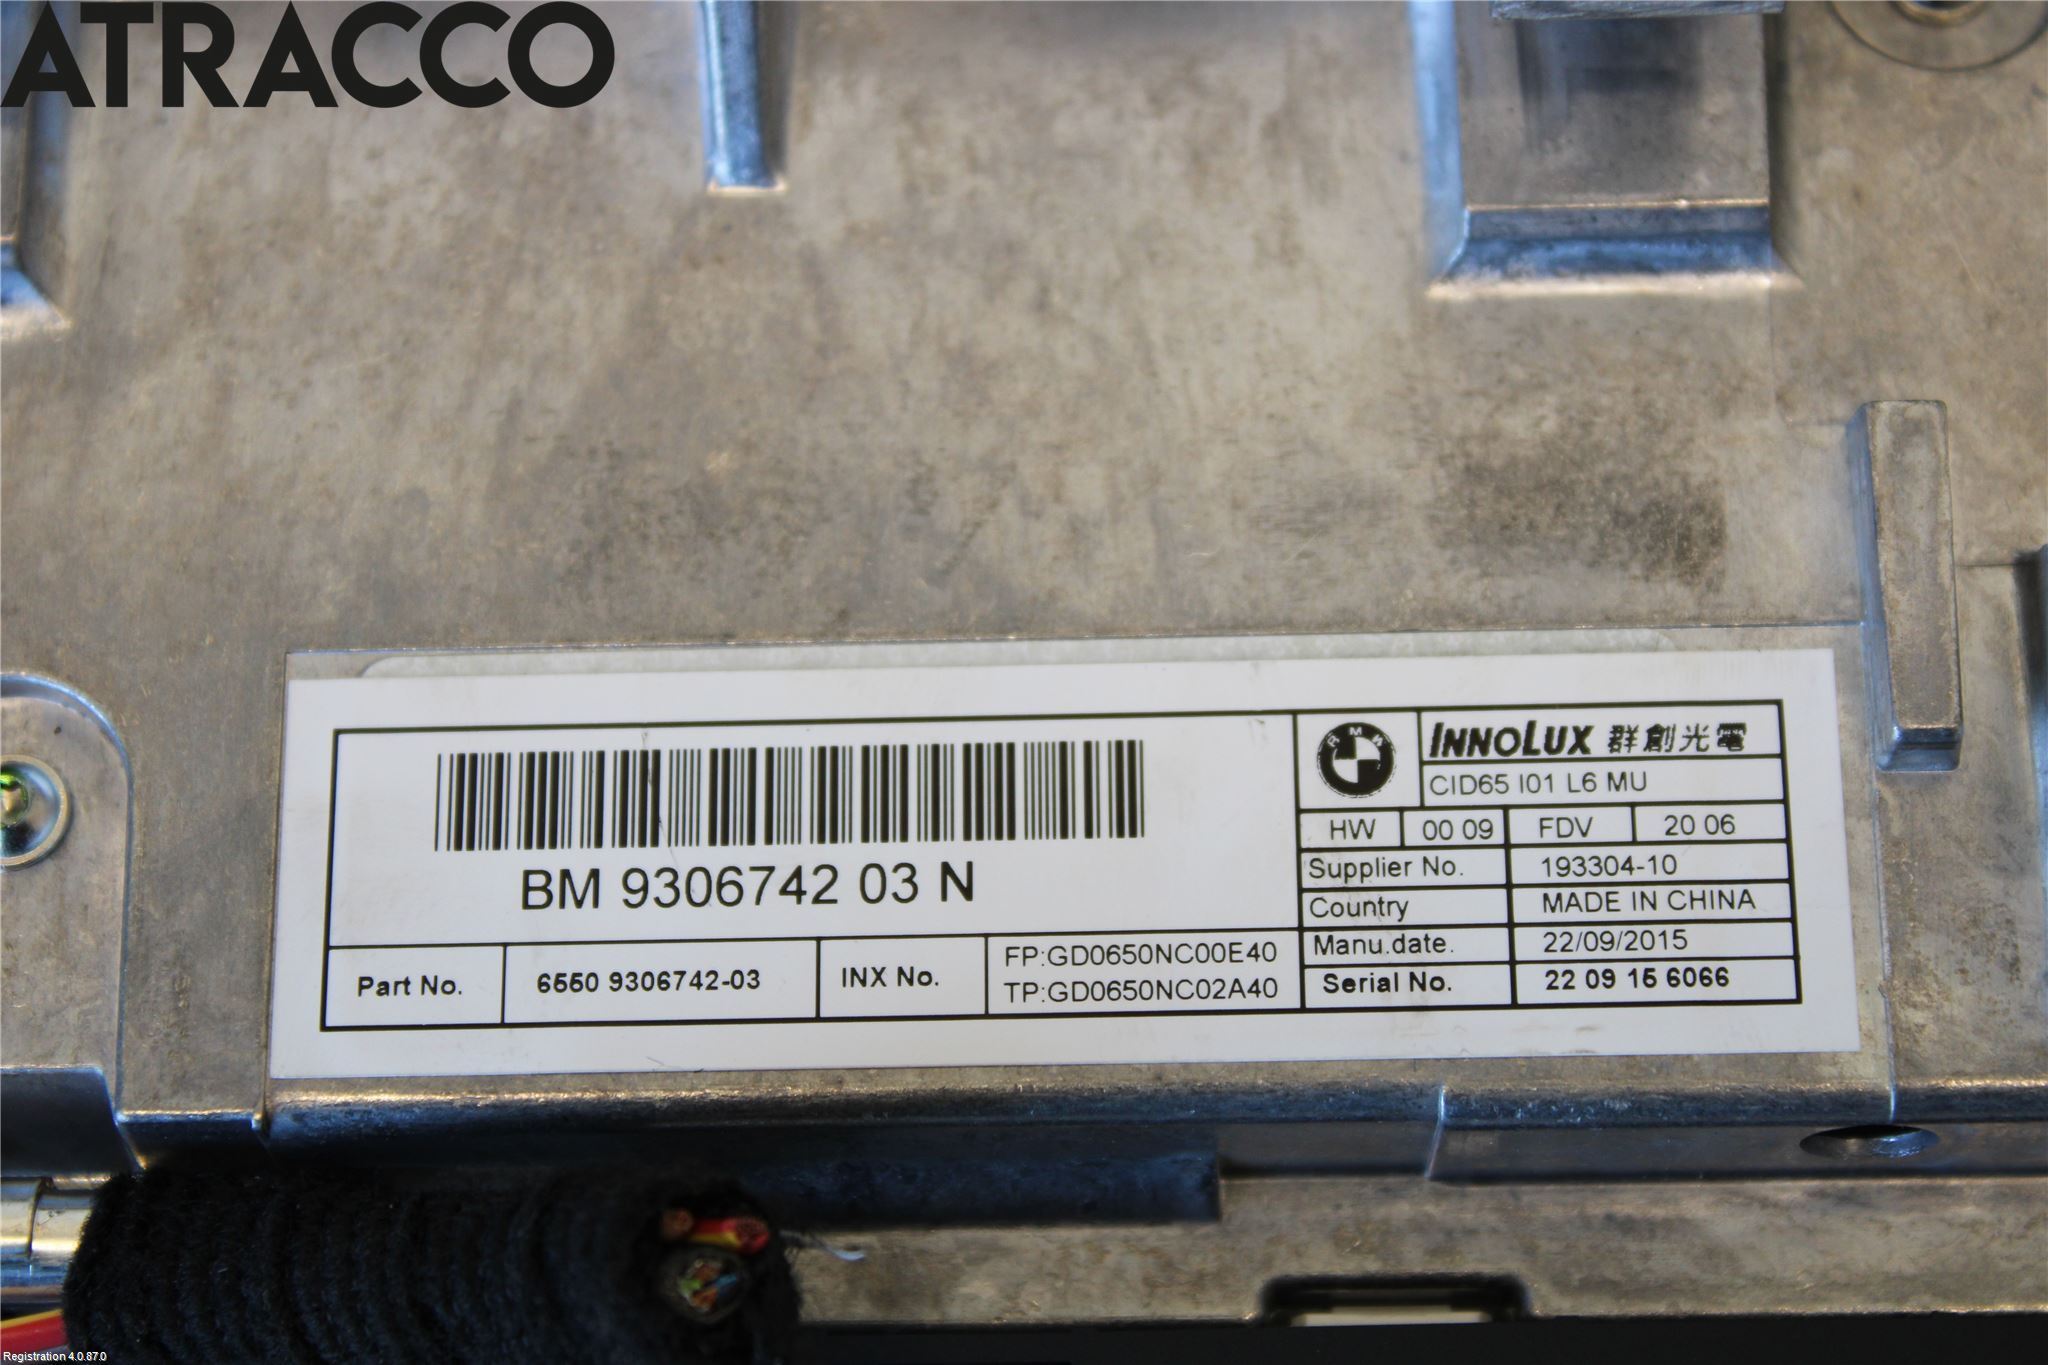 ATRACCO
BM 9306742 03 N
Part No.
6550 9306742-03
INX No.
FP:GD0650NC00E40
TP:GD0650NC02A40
BMW
INNOLUX 群創光電
CID65 I01 L6 MU
HW 00 09 FDV 20 06
Supplier No. 193304-10
Country MADE IN CHINA
Manu.date. 22/09/2015
Serial No. 22 09 15 6066
Registration 4.0.87.0